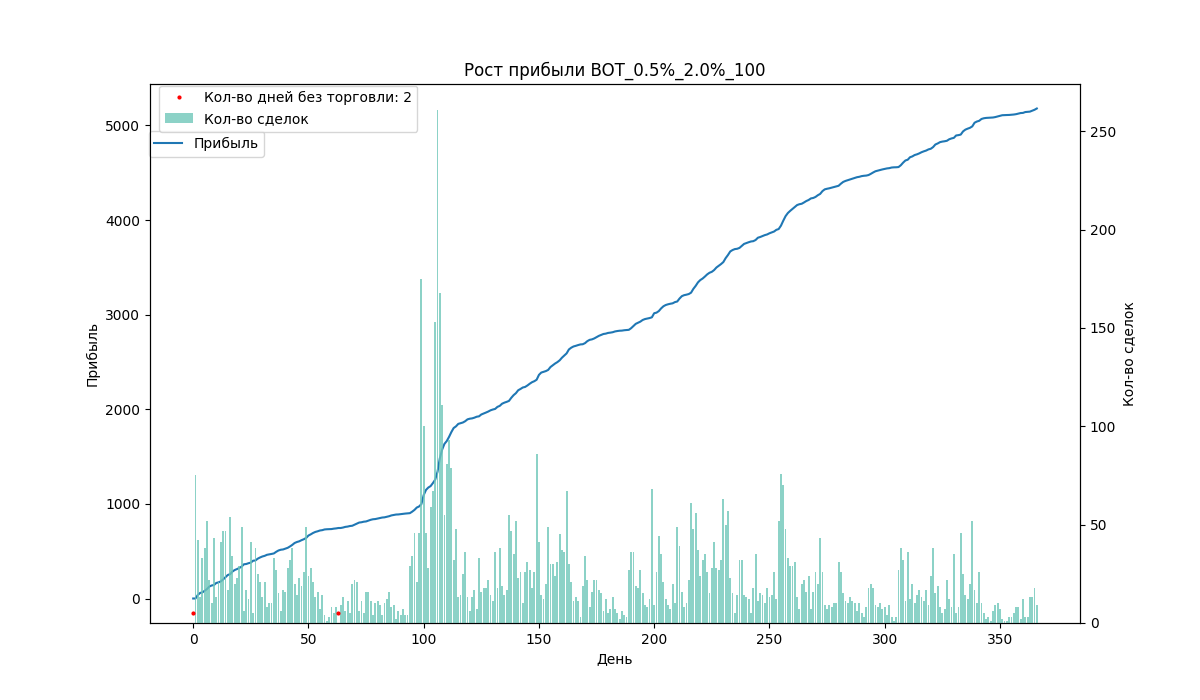 Рост прибыли BOT_0.5%_2.0%_100
Кол-во дней без торговли: 2
Кол-во сделок
Прибыль
5000
4000
3000
2000
1000
0
Прибыль
250
200
150
100
50
0
Кол-во сделок
0 50 100 150 200 250 300 350
День